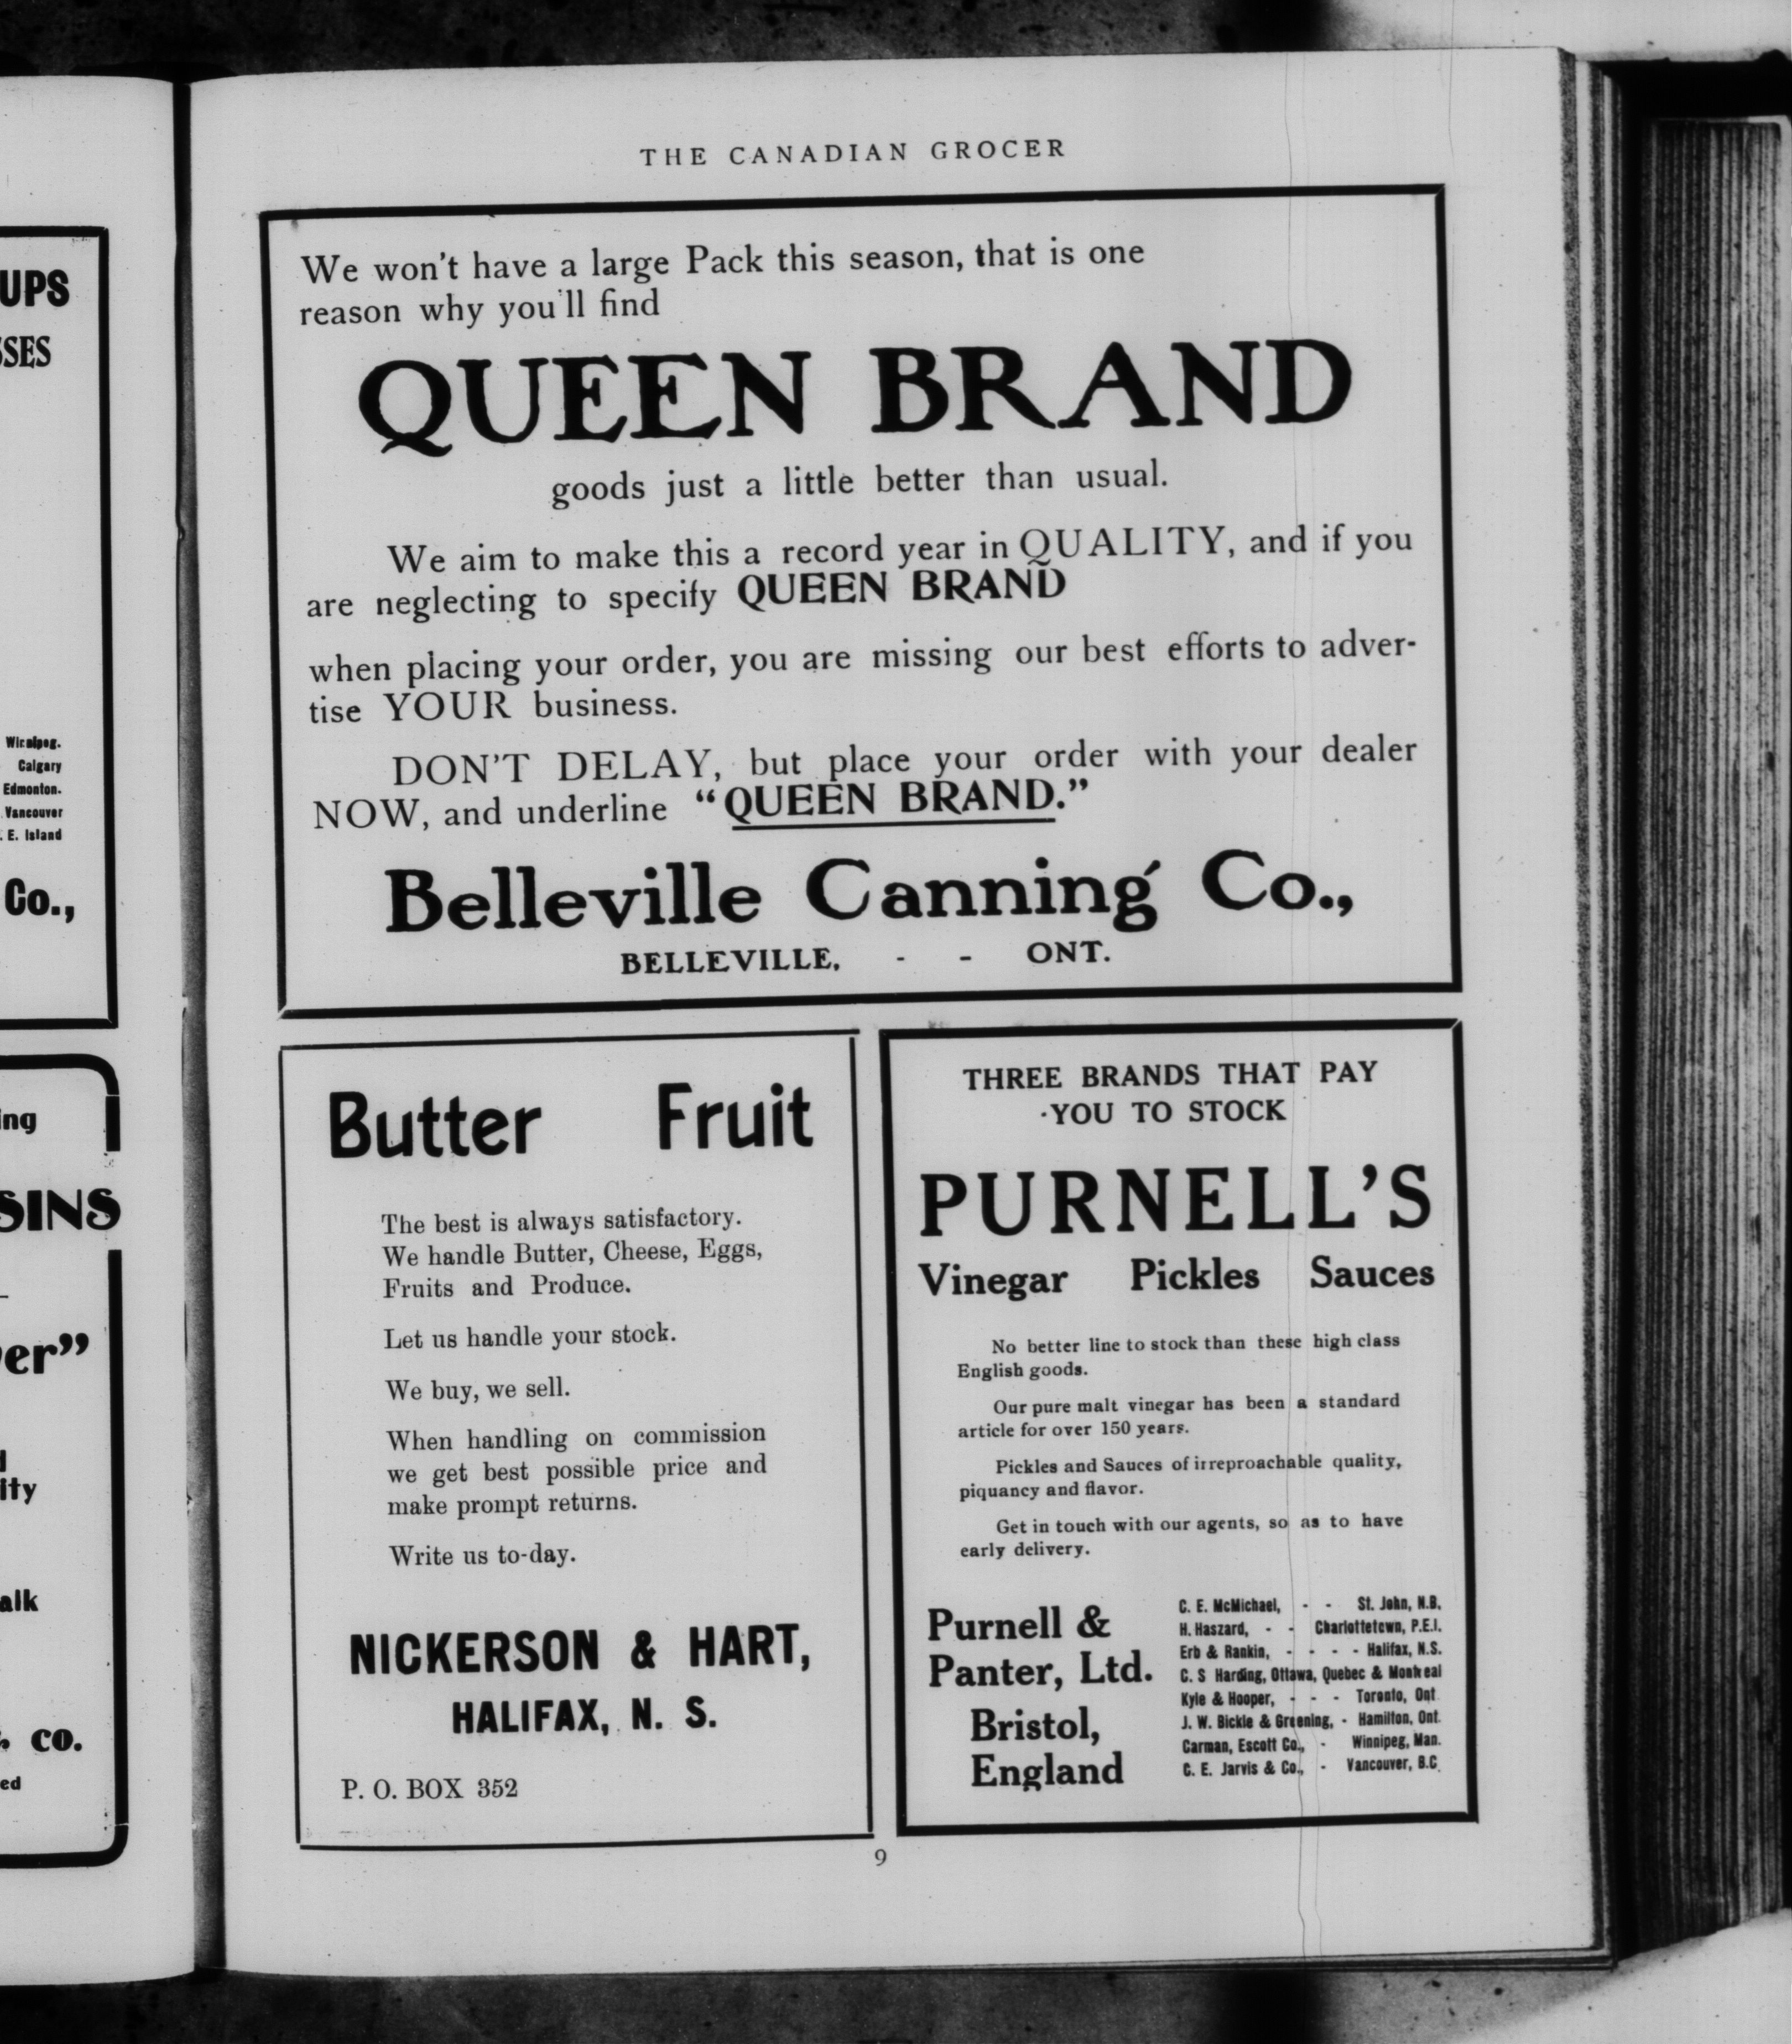 UPS
SSES
Winnipeg.
Calgary
Edmonton.
Vancouver
E. Island
Co.,
ing
SINS
er”
ity
alk
CO.
ed
THE CANADIAN GROCER
We won't have a large Pack this season, that is one
reason why you'll find
QUEEN BRAND
goods just a little better than usual.
We aim to make this a record year in QUALITY, and if you
are neglecting to specify QUEEN BRAND
when placing your order, you are missing our best efforts to adver-
tise YOUR business.
DON'T DELAY, but place your order with your dealer
NOW, and underline “QUEEN BRAND.”
Belleville Canning Co.,
BELLEVILLE, - - ONT.
Butter Fruit
The best is always satisfactory.
We handle Butter, Cheese, Eggs,
Fruits and Produce.
Let us handle your stock.
We buy, we sell.
When handling on commission
we get best possible price and
make prompt returns.
Write us to-day.
NICKERSON & HART,
HALIFAX, N. S.
P. O. BOX 352
THREE BRANDS THAT PAY
YOU TO STOCK
PURNELL'S
Vinegar Pickles Sauces
No better line to stock than these high class
English goods.
Our pure malt vinegar has been a standard
article for over 150 years.
Pickles and Sauces of irreproachable quality,
piquancy and flavor.
Get in touch with our agents, so as to have
early delivery.
Purnell &
Panter, Ltd.
Bristol,
England
C. E. McMichael, - - St. John, N.B.
H. Haszard, - - Charlottetown, P.E.I.
Erb & Rankin, - - - - Halifax, N.S.
C. S Harding, Ottawa, Quebec & Montreal
Kyle & Hooper, - - - Toronto, Ont
J. W. Bickle & Greening, - Hamilton, Ont.
Carman, Escott Co., - Winnipeg, Man.
C. E. Jarvis & Co., - Vancouver, B.C.
9